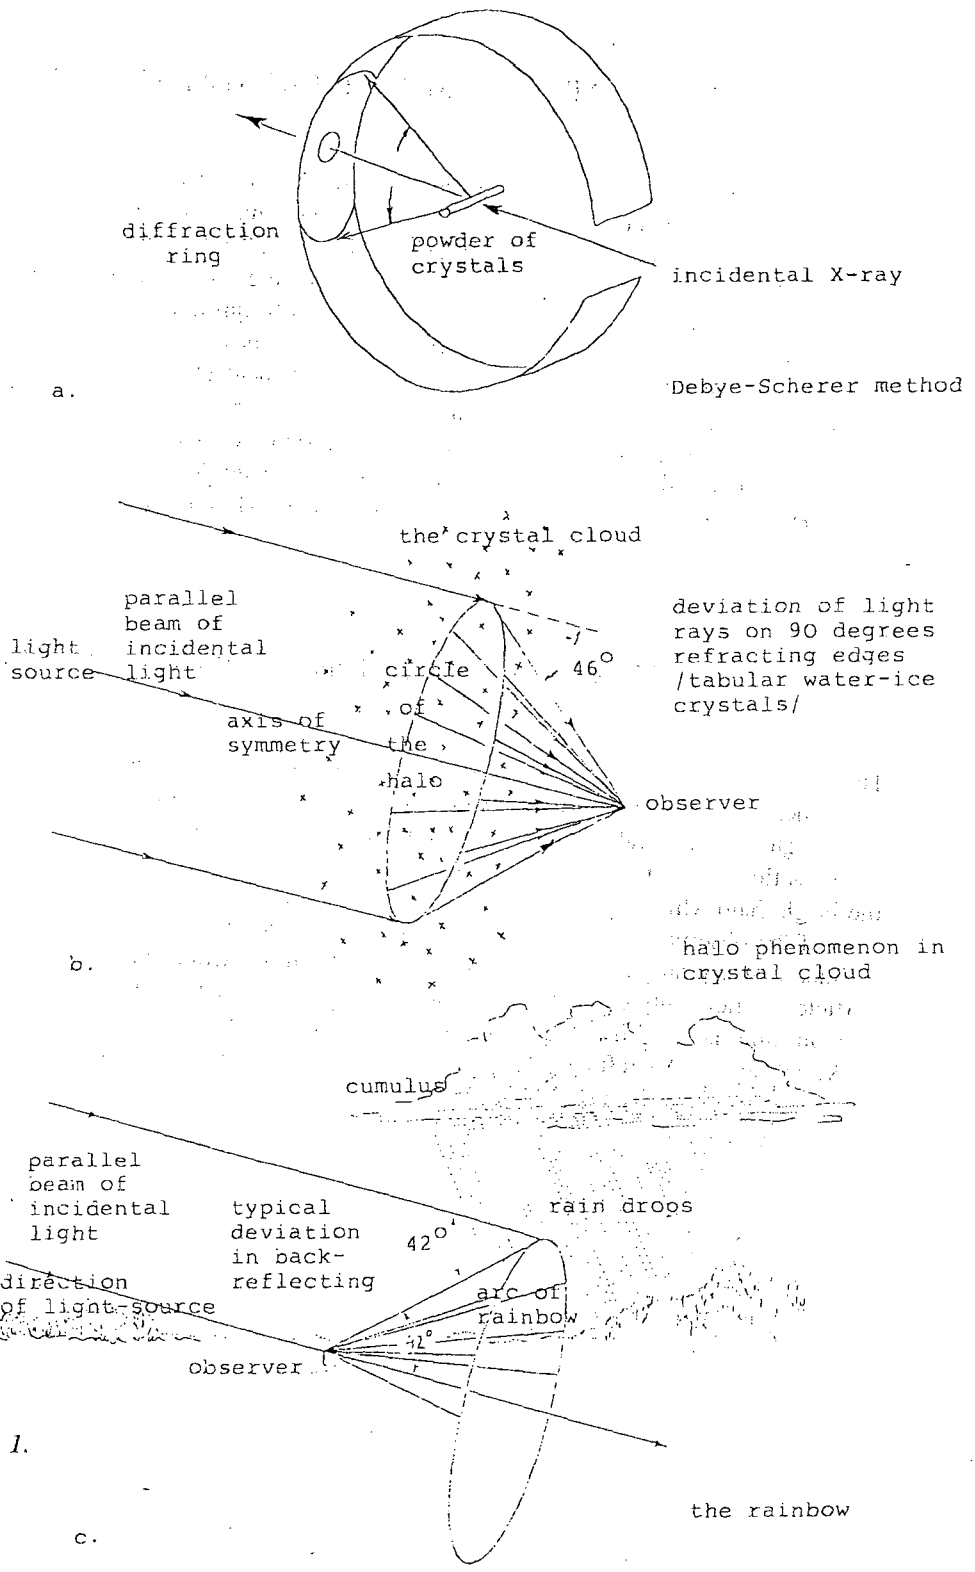 diffraction
ring
powder of
crystals
incidental X-ray
a.
Debye-Scherer method
the crystal cloud
parallel
beam of
incidental
light
light
source
axis of
symmetry
circle
of
the
halo
46°
deviation of light
rays on 90 degrees
refracting edges
/tabular water-ice
crystals/
observer
b.
halo phenomenon in
crystal cloud
cumulus
parallel
beam of
incidental
light
typical
deviation
in back-
reflecting
42°
rain drops
direction
of light-source
arc of
rainbow
42°
observer
1.
the rainbow
c.